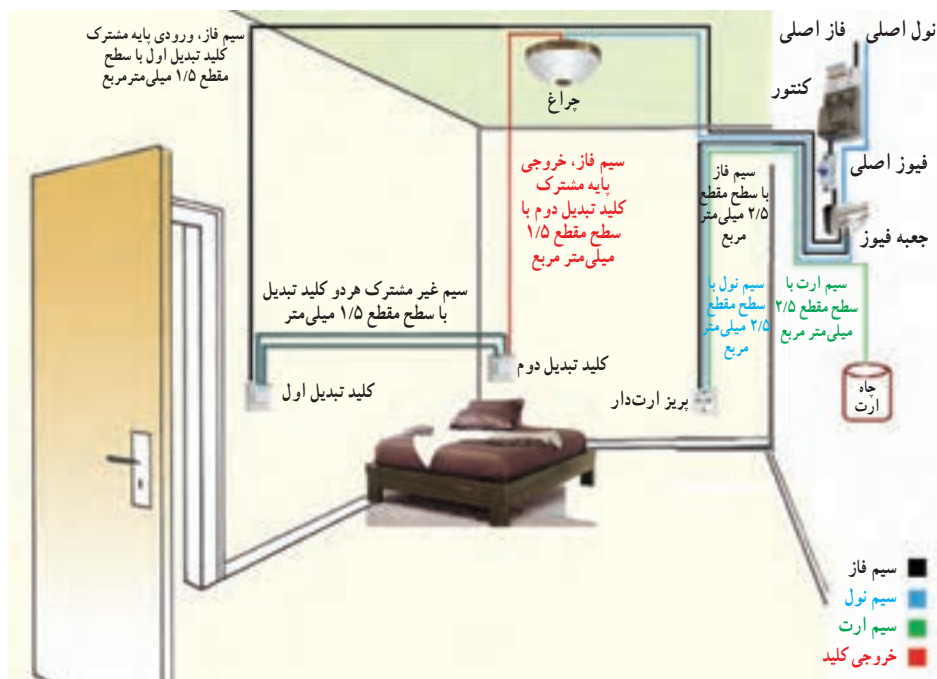 نول اصلی
فاز اصلی
کنتور
فیوز اصلی
جعبه فیوز
سیم فاز، ورودی پایه مشترک
کلید تبدیل اول با سطح
مقطع ۱/۵ میلی‌مترمربع
چراغ
سیم فاز، خروجی
پایه مشترک
کلید تبدیل دوم با
سطح مقطع ۱/۵
میلی‌متر مربع
سیم فاز
با سطح مقطع
۲/۵ میلی‌متر
مربع
سیم نول با
سطح مقطع
۲/۵ میلی‌متر
مربع
سیم ارت با
سطح مقطع ۲/۵
میلی‌متر مربع
سیم غیر مشترک هردو کلید تبدیل
با سطح مقطع ۱/۵ میلی‌متر
کلید تبدیل دوم
کلید تبدیل اول
پریز ارت‌دار
چاه
ارت
سیم فاز
سیم نول
سیم ارت
خروجی کلید